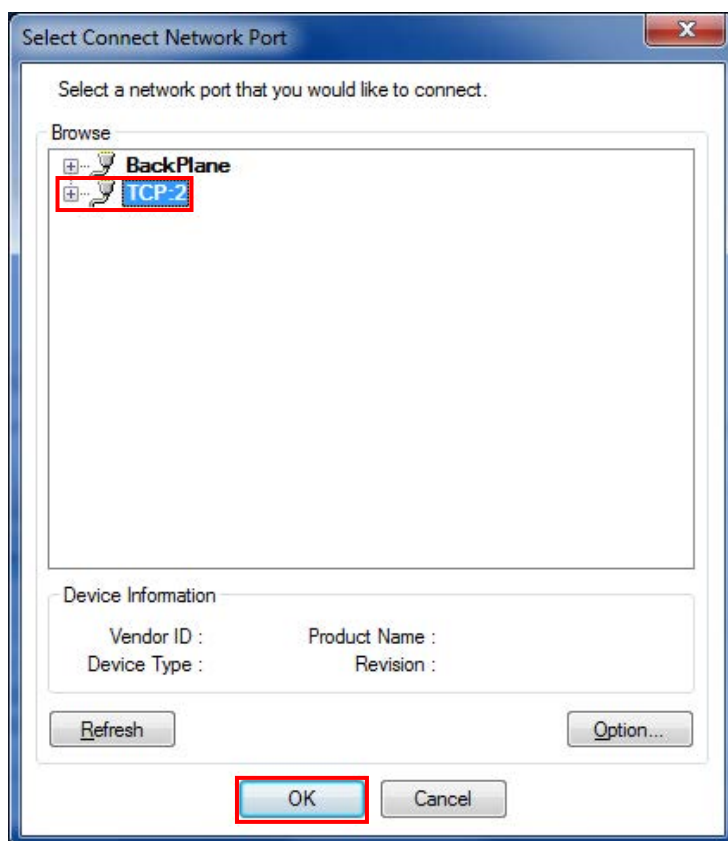 Select Connect Network Port
Select a network port that you would like to connect.
Browse
BackPlane
TCP-2
Device Information
Vendor ID : Product Name :
Device Type : Revision :
Refresh Option...
OK Cancel